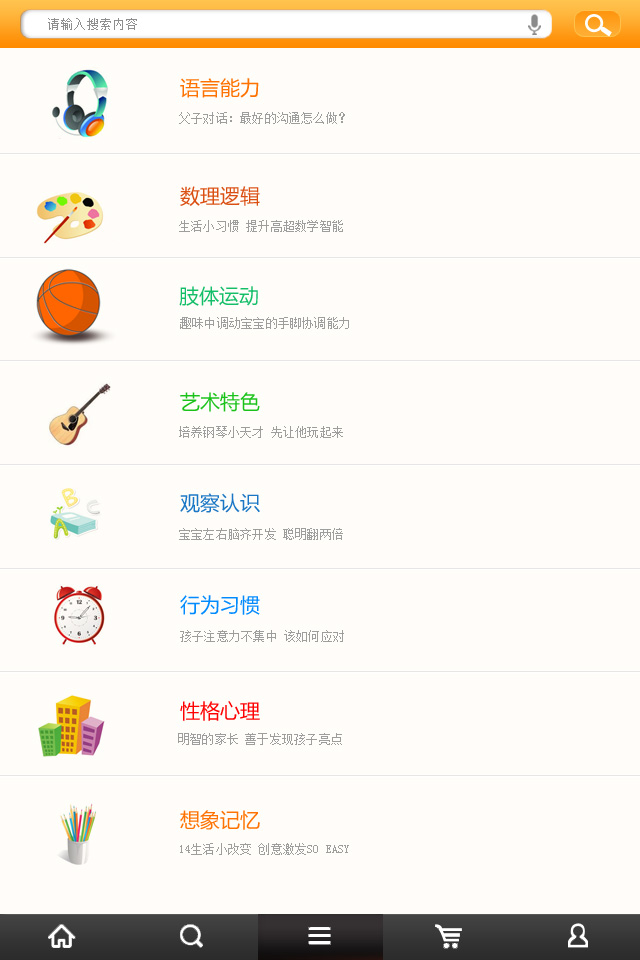 请输入搜索内容
语言能力
父子对话：最好的沟通怎么做？
数理逻辑
生活小习惯 提升高超数学智能
肢体运动
趣味中调动宝宝的手脚协调能力
艺术特色
培养钢琴小天才 先让他玩起来
观察认识
宝宝左右脑齐开发 聪明翻两倍
行为习惯
孩子注意力不集中 该如何应对
性格心理
明智的家长 善于发现孩子亮点
想象记忆
14生活小改变 创意激发SO EASY